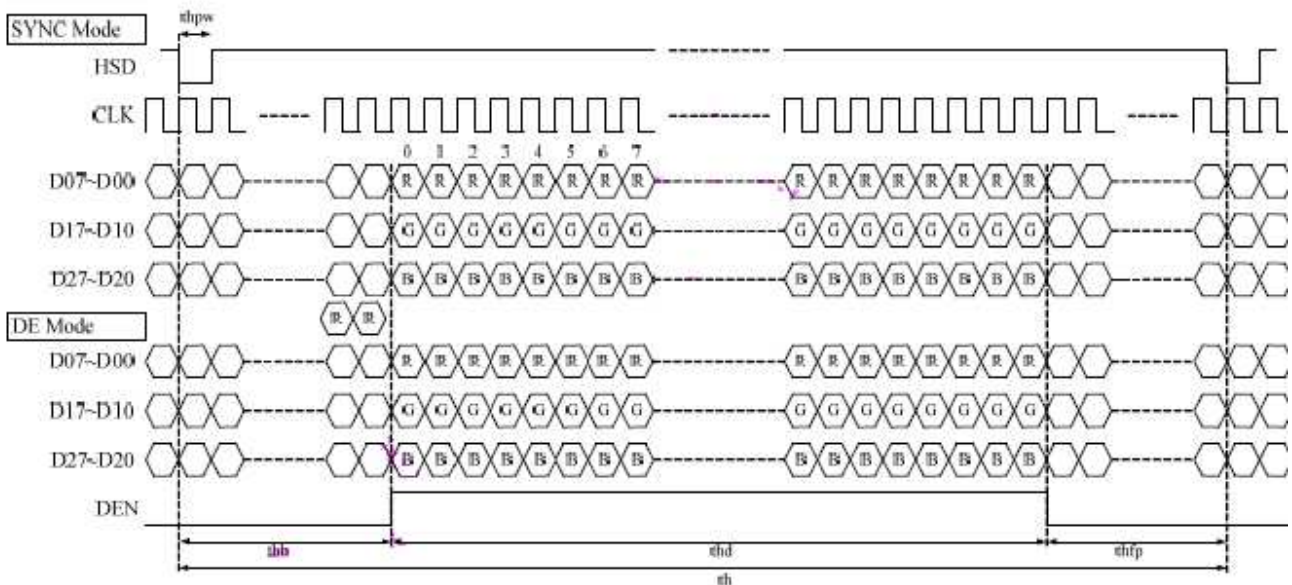 thpw
SYNC Mode
HSD
CLK
0 1 2 3 4 5 6 7
D07~D00 R R R R R R R R R R R R R R R R
D17~D10 G G G G G G G G G G G G G G G G
D27~D20 B B B B B B B B B B B B B B B B
R R
DE Mode
D07~D00 R R R R R R R R R R R R R R R R
D17~D10 G G G G G G G G G G G G G G G G
D27~D20 B B B B B B B B B B B B B B B B
DEN
thb thd thfp
th